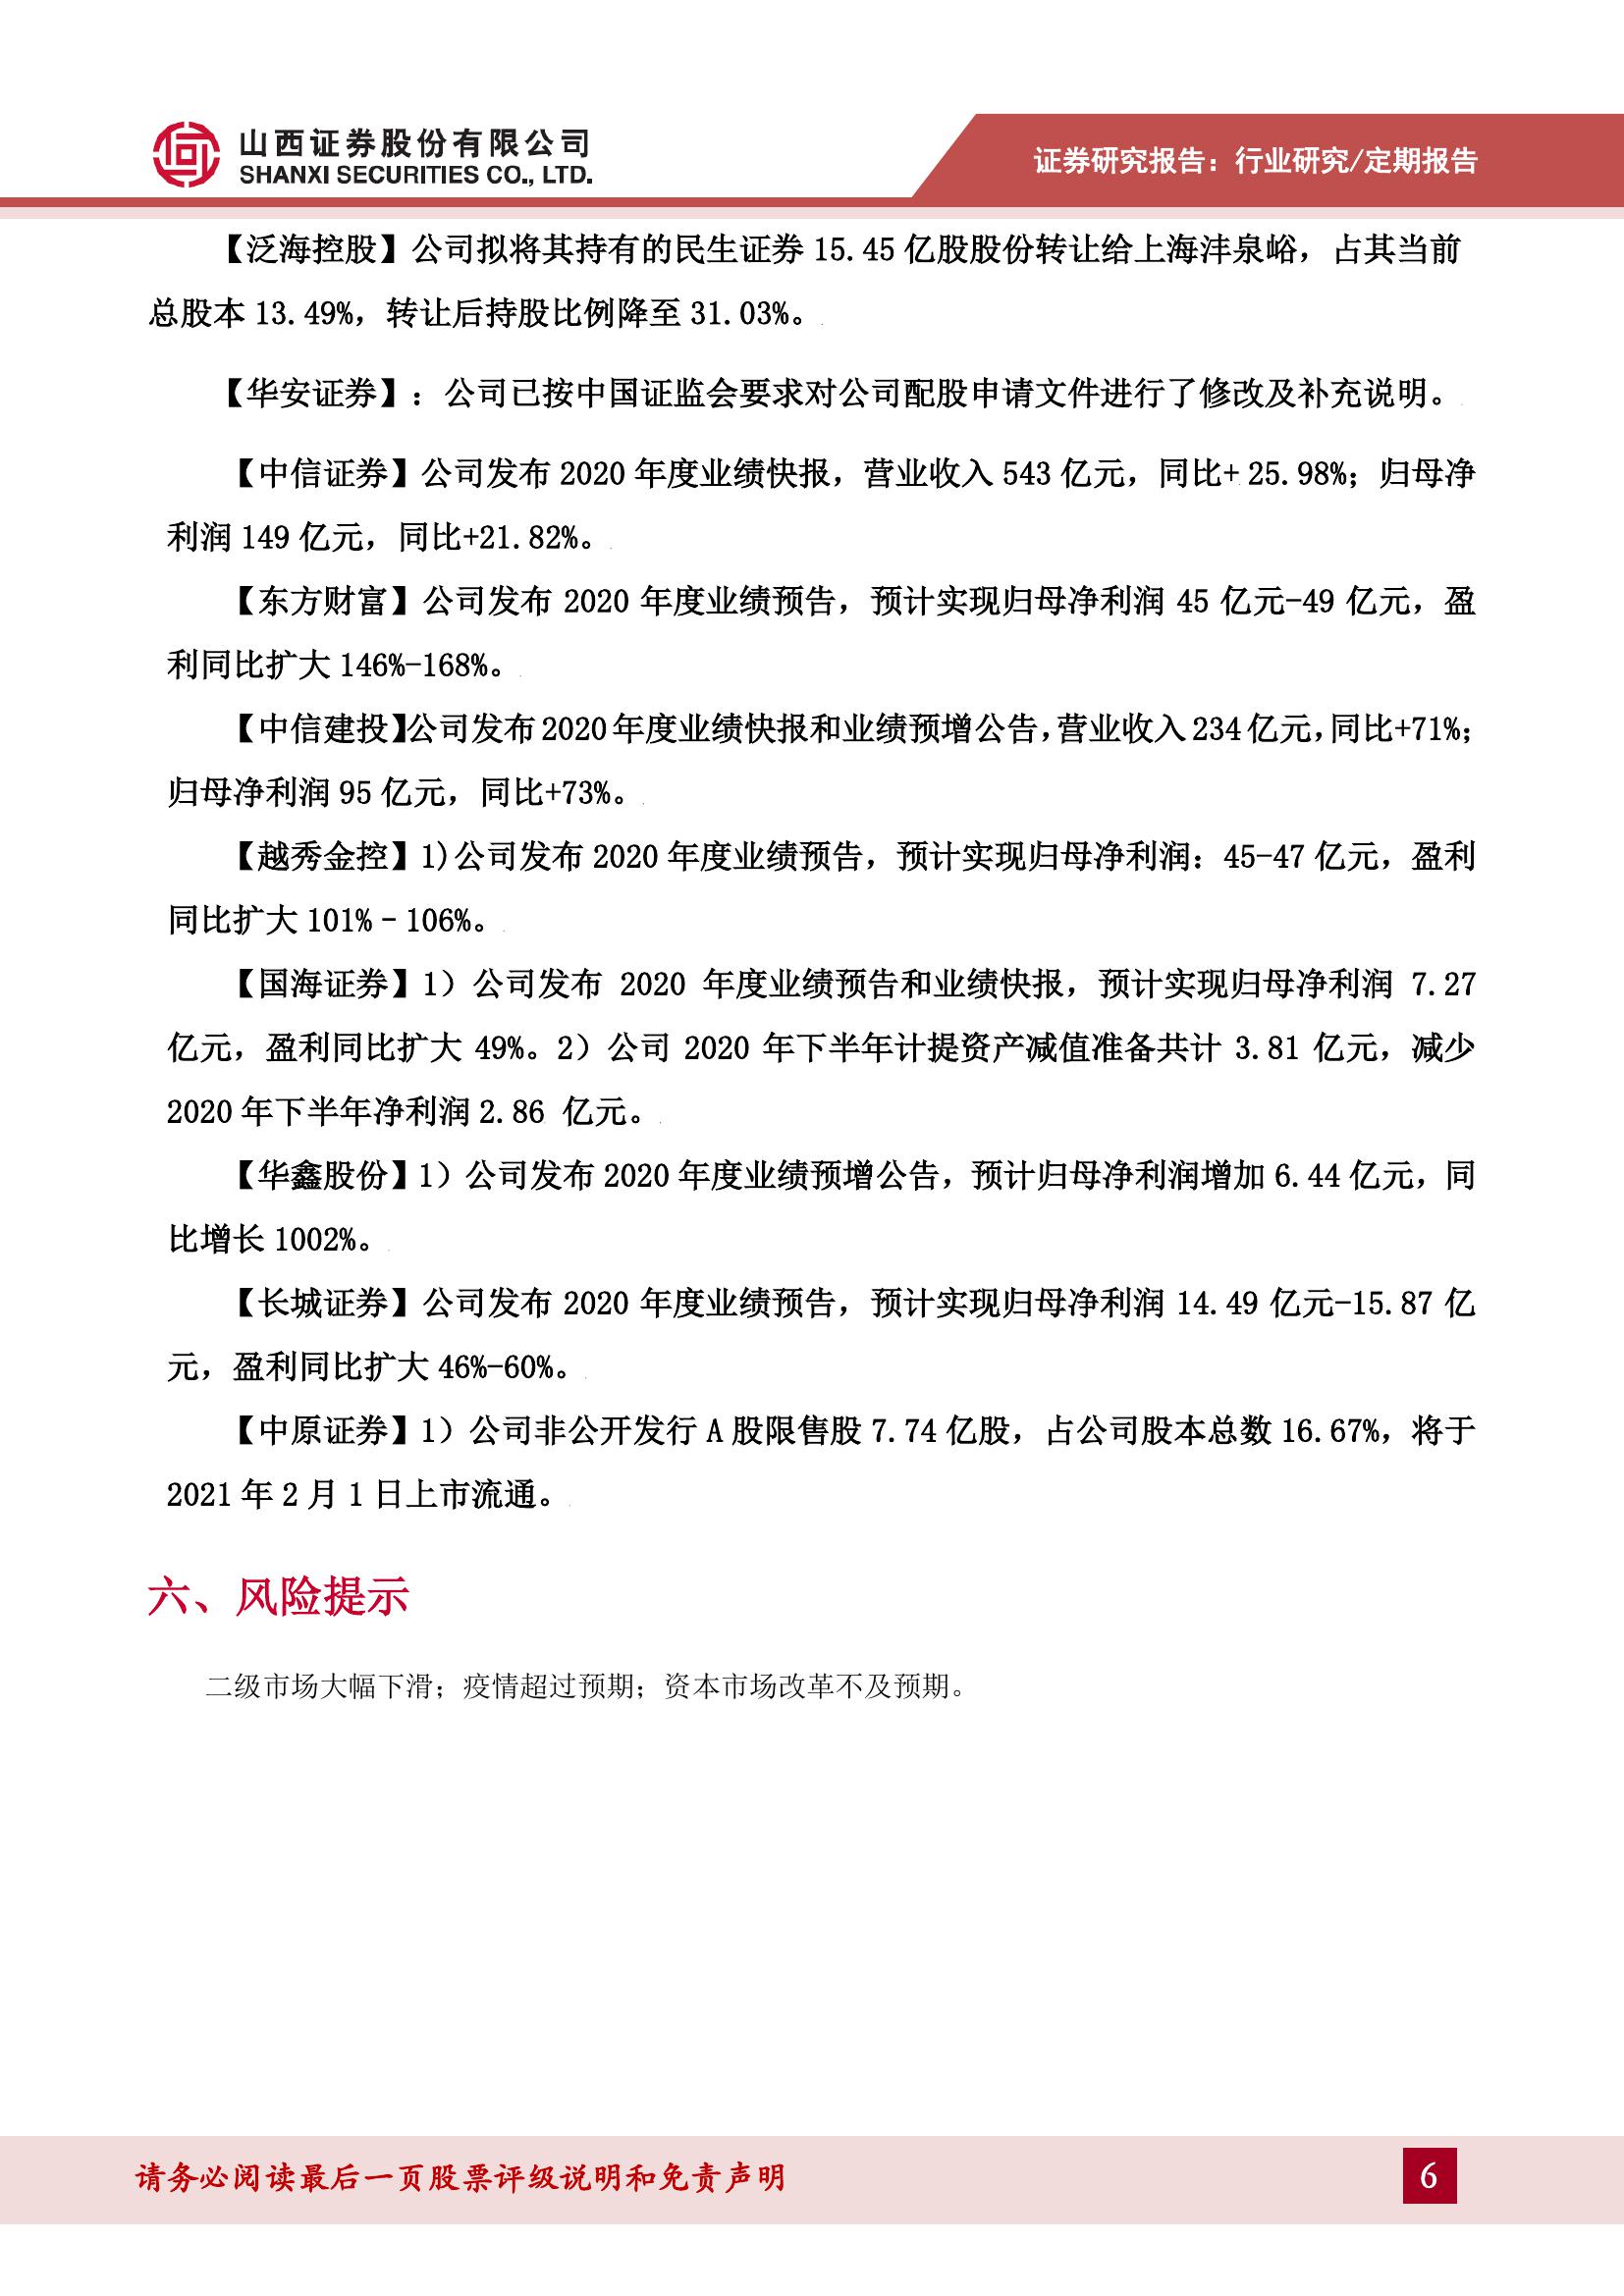 山西证券股份有限公司
SHANXI SECURITIES CO., LTD.
证券研究报告：行业研究/定期报告
【泛海控股】公司拟将其持有的民生证券 15.45 亿股股份转让给上海沣泉峪，占其当前
总股本 13.49%，转让后持股比例降至 31.03%。
【华安证券】：公司已按中国证监会要求对公司配股申请文件进行了修改及补充说明。
【中信证券】公司发布 2020 年度业绩快报，营业收入 543 亿元，同比+ 25.98%；归母净
利润 149 亿元，同比+21.82%。
【东方财富】公司发布 2020 年度业绩预告，预计实现归母净利润 45 亿元-49 亿元，盈
利同比扩大 146%-168%。
【中信建投】公司发布 2020 年度业绩快报和业绩预增公告，营业收入 234 亿元，同比+71%；
归母净利润 95 亿元，同比+73%。
【越秀金控】1)公司发布 2020 年度业绩预告，预计实现归母净利润：45-47 亿元，盈利
同比扩大 101%–106%。
【国海证券】1）公司发布 2020 年度业绩预告和业绩快报，预计实现归母净利润 7.27
亿元，盈利同比扩大 49%。2）公司 2020 年下半年计提资产减值准备共计 3.81 亿元，减少
2020 年下半年净利润 2.86 亿元。
【华鑫股份】1）公司发布 2020 年度业绩预增公告，预计归母净利润增加 6.44 亿元，同
比增长 1002%。
【长城证券】公司发布 2020 年度业绩预告，预计实现归母净利润 14.49 亿元-15.87 亿
元，盈利同比扩大 46%-60%。
【中原证券】1）公司非公开发行 A 股限售股 7.74 亿股，占公司股本总数 16.67%，将于
2021 年 2 月 1 日上市流通。
六、风险提示
二级市场大幅下滑；疫情超过预期；资本市场改革不及预期。
请务必阅读最后一页股票评级说明和免责声明
6